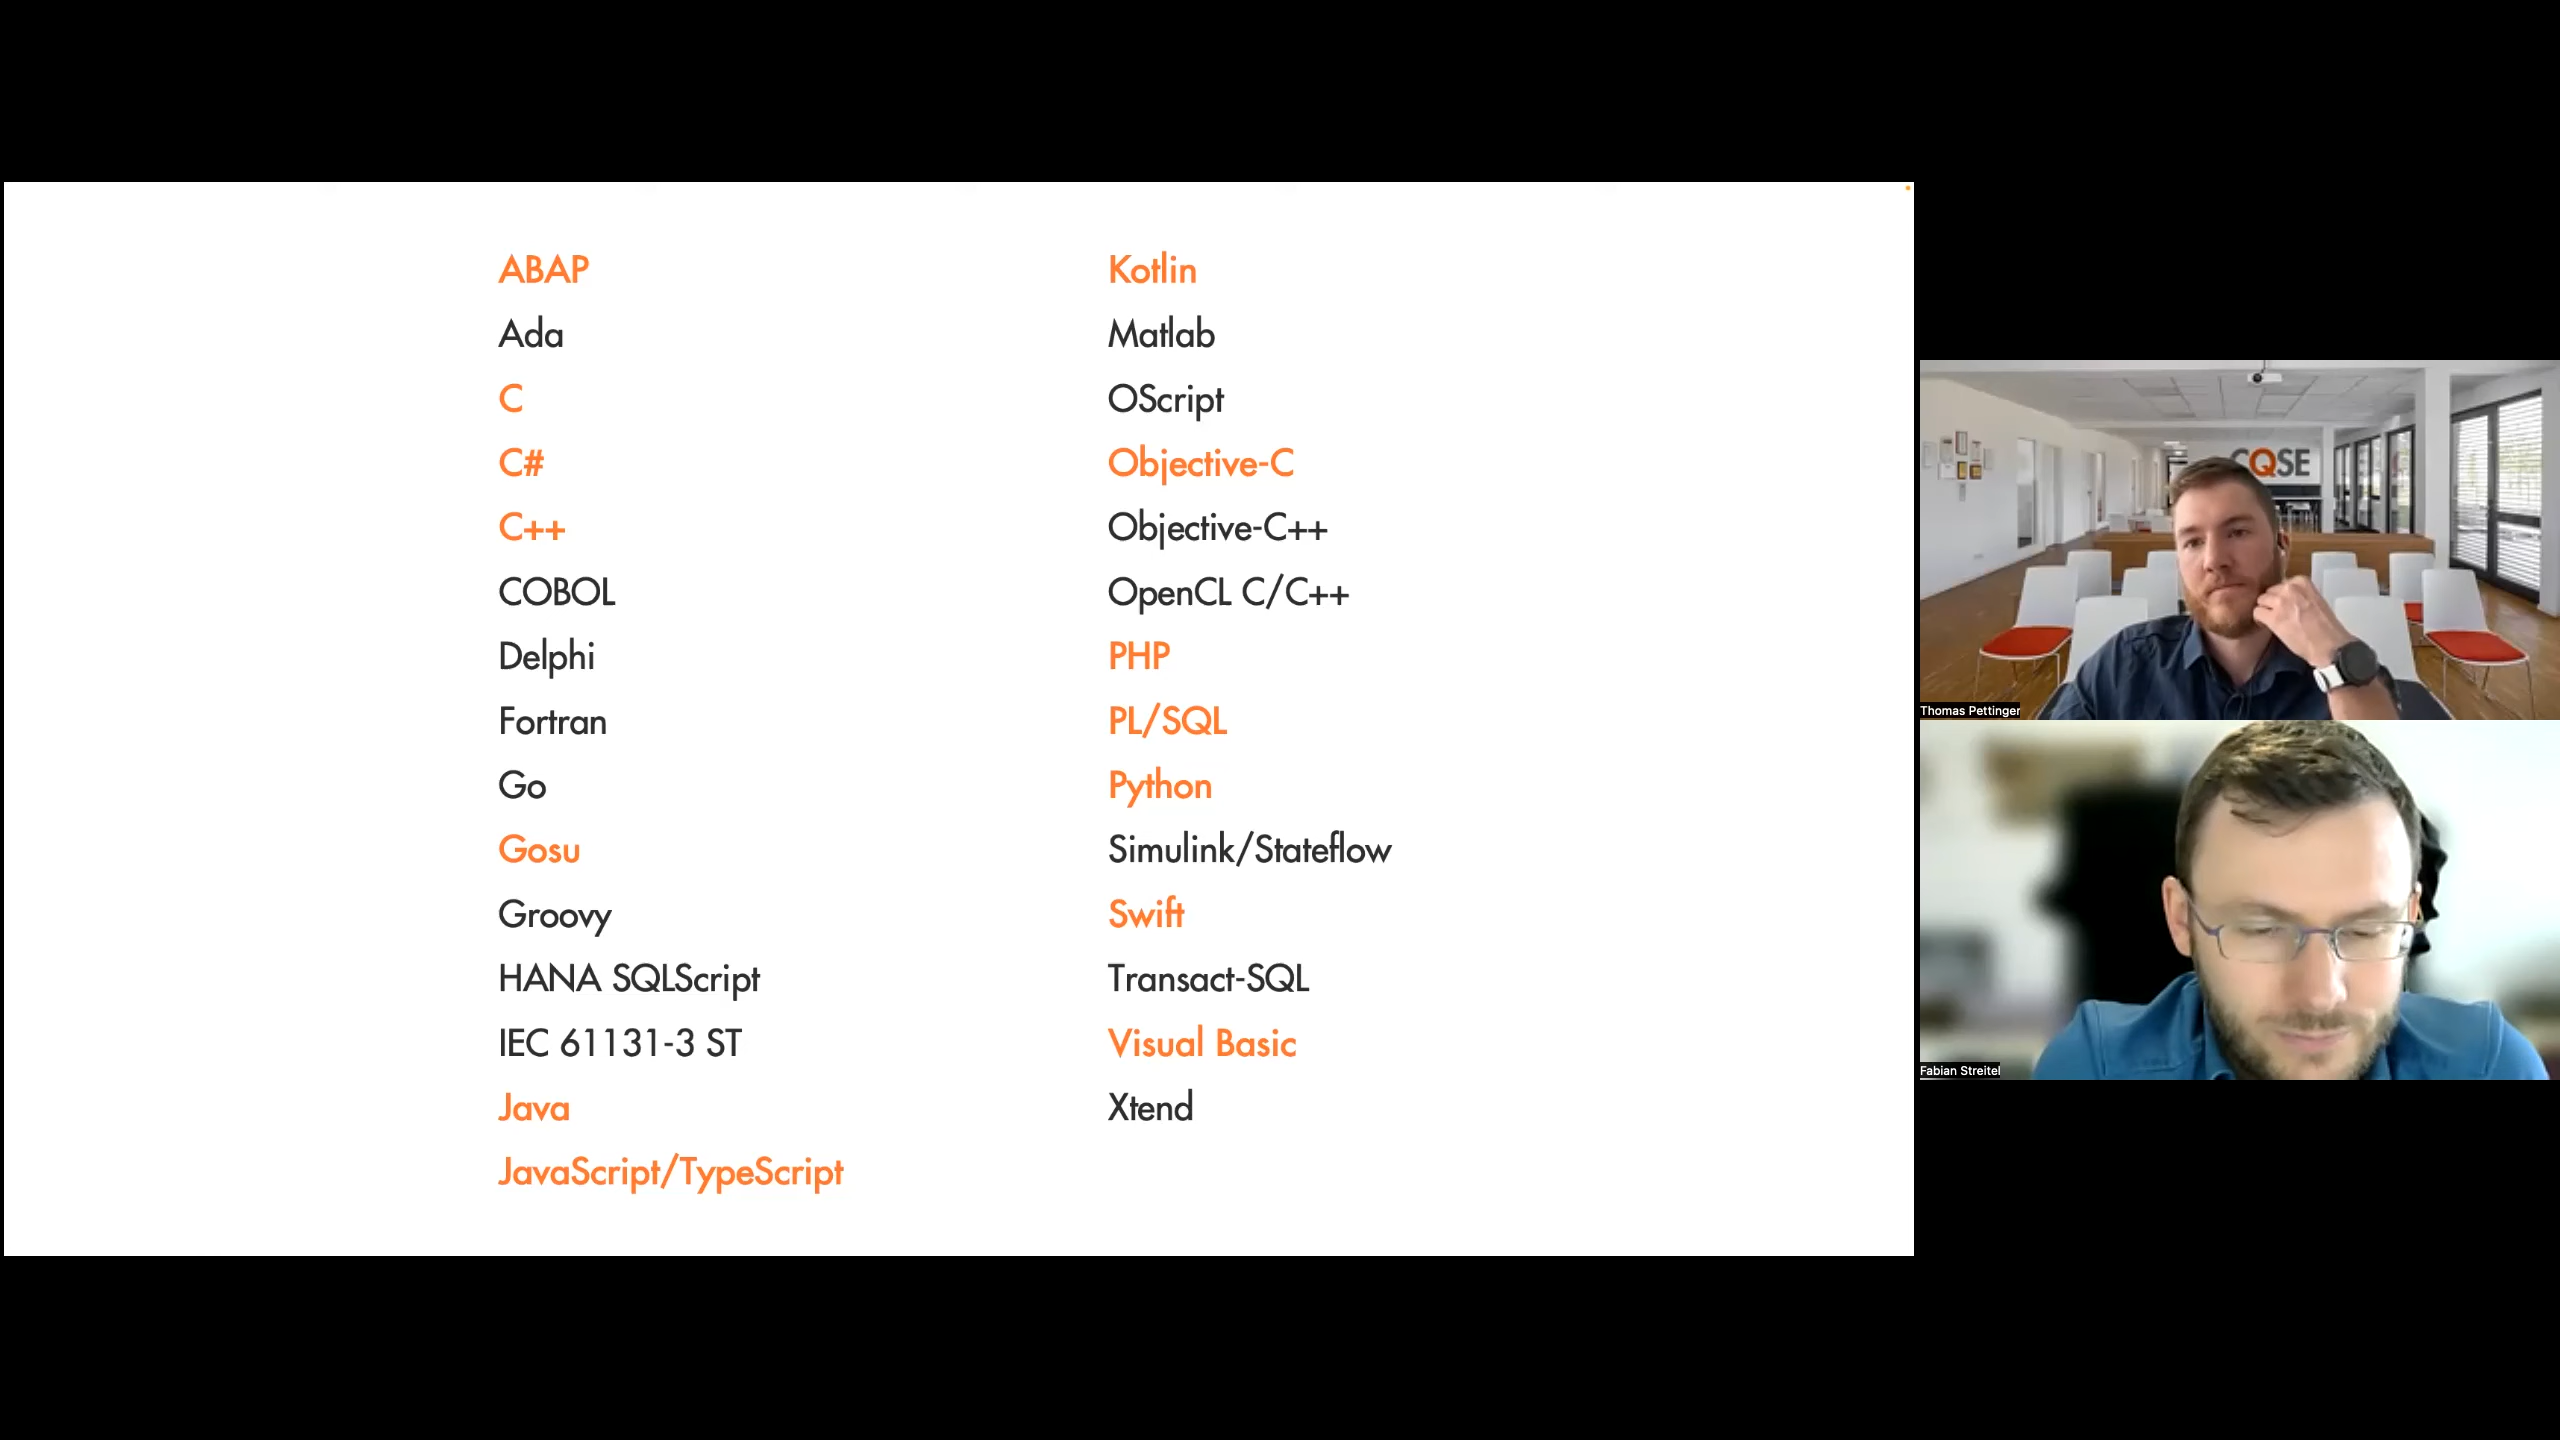 ABAP
Ada
C
C#
C++
COBOL
Delphi
Fortran
Go
Gosu
Groovy
HANA SQLScript
IEC 61131-3 ST
Java
JavaScript/TypeScript
Kotlin
Matlab
OScript
Objective-C
Objective-C++
OpenCL C/C++
PHP
PL/SQL
Python
Simulink/Stateflow
Swift
Transact-SQL
Visual Basic
Xtend
CQSE
Thomas Pettinger
Fabian Streitel